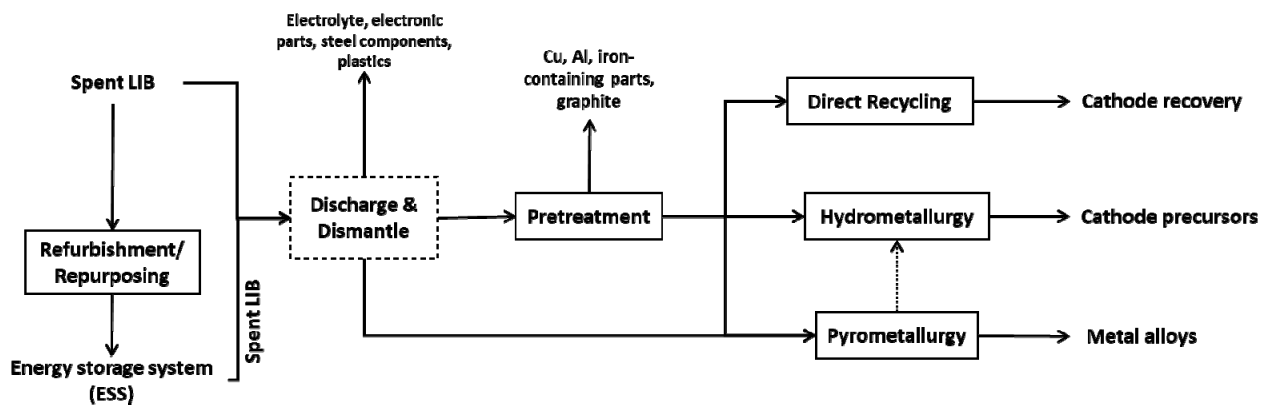 Electrolyte, electronic
parts, steel components,
plastics
Cu, Al, iron-
containing parts,
graphite
Spent LIB
Direct Recycling
Cathode recovery
Discharge &
Dismantle
Pretreatment
Hydrometallurgy
Cathode precursors
Refurbishment/
Repurposing
Spent LIB
Pyrometallurgy
Metal alloys
Energy storage system
(ESS)